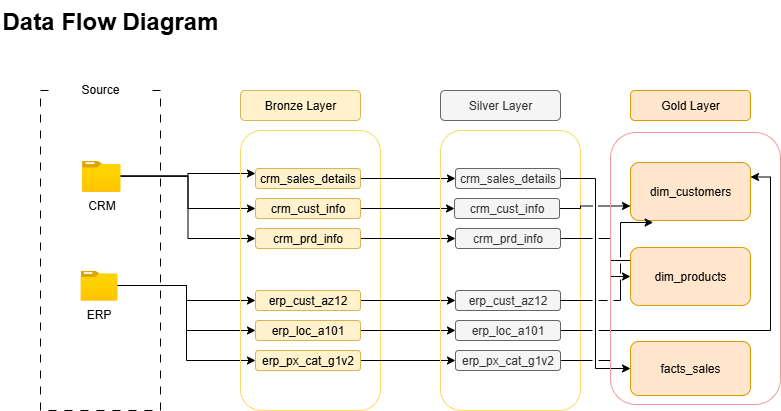 Data Flow Diagram
Source
Bronze Layer
Silver Layer
Gold Layer
CRM
crm_sales_details
crm_cust_info
crm_prd_info
crm_sales_details
crm_cust_info
crm_prd_info
dim_customers
dim_products
ERP
erp_cust_az12
erp_loc_a101
erp_px_cat_g1v2
erp_cust_az12
erp_loc_a101
erp_px_cat_g1v2
facts_sales